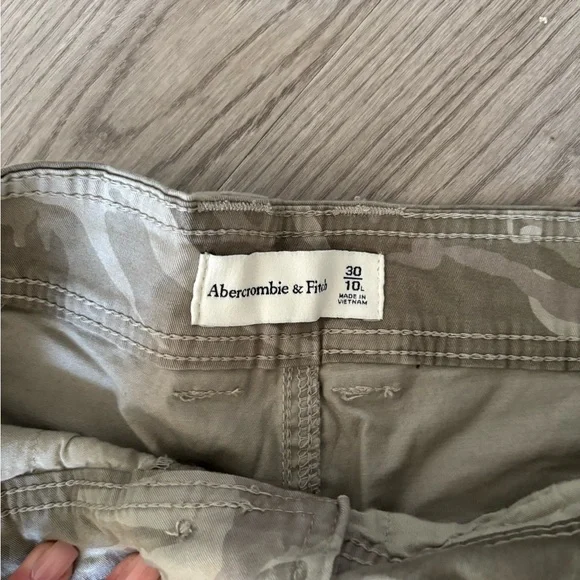 Abercrombie & Fitch
30
10L
MADE IN
VIETNAM